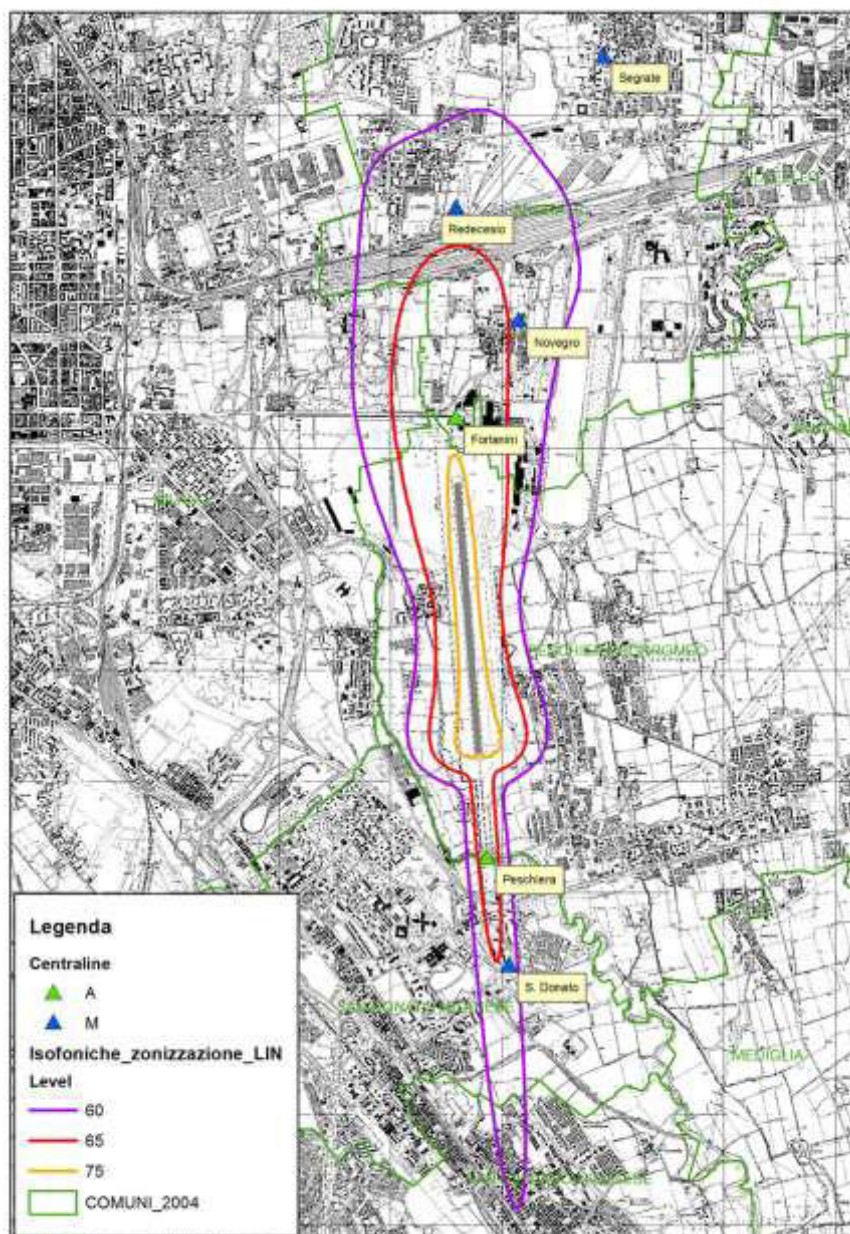 Segrate
Redecesio
Novegro
Forlanini
Peschiera
S. Donato
MEDIGLIA
Legenda
Centraline
A
M
Isofoniche_zonizzazione_LIN
Level
60
65
75
COMUNI_2004